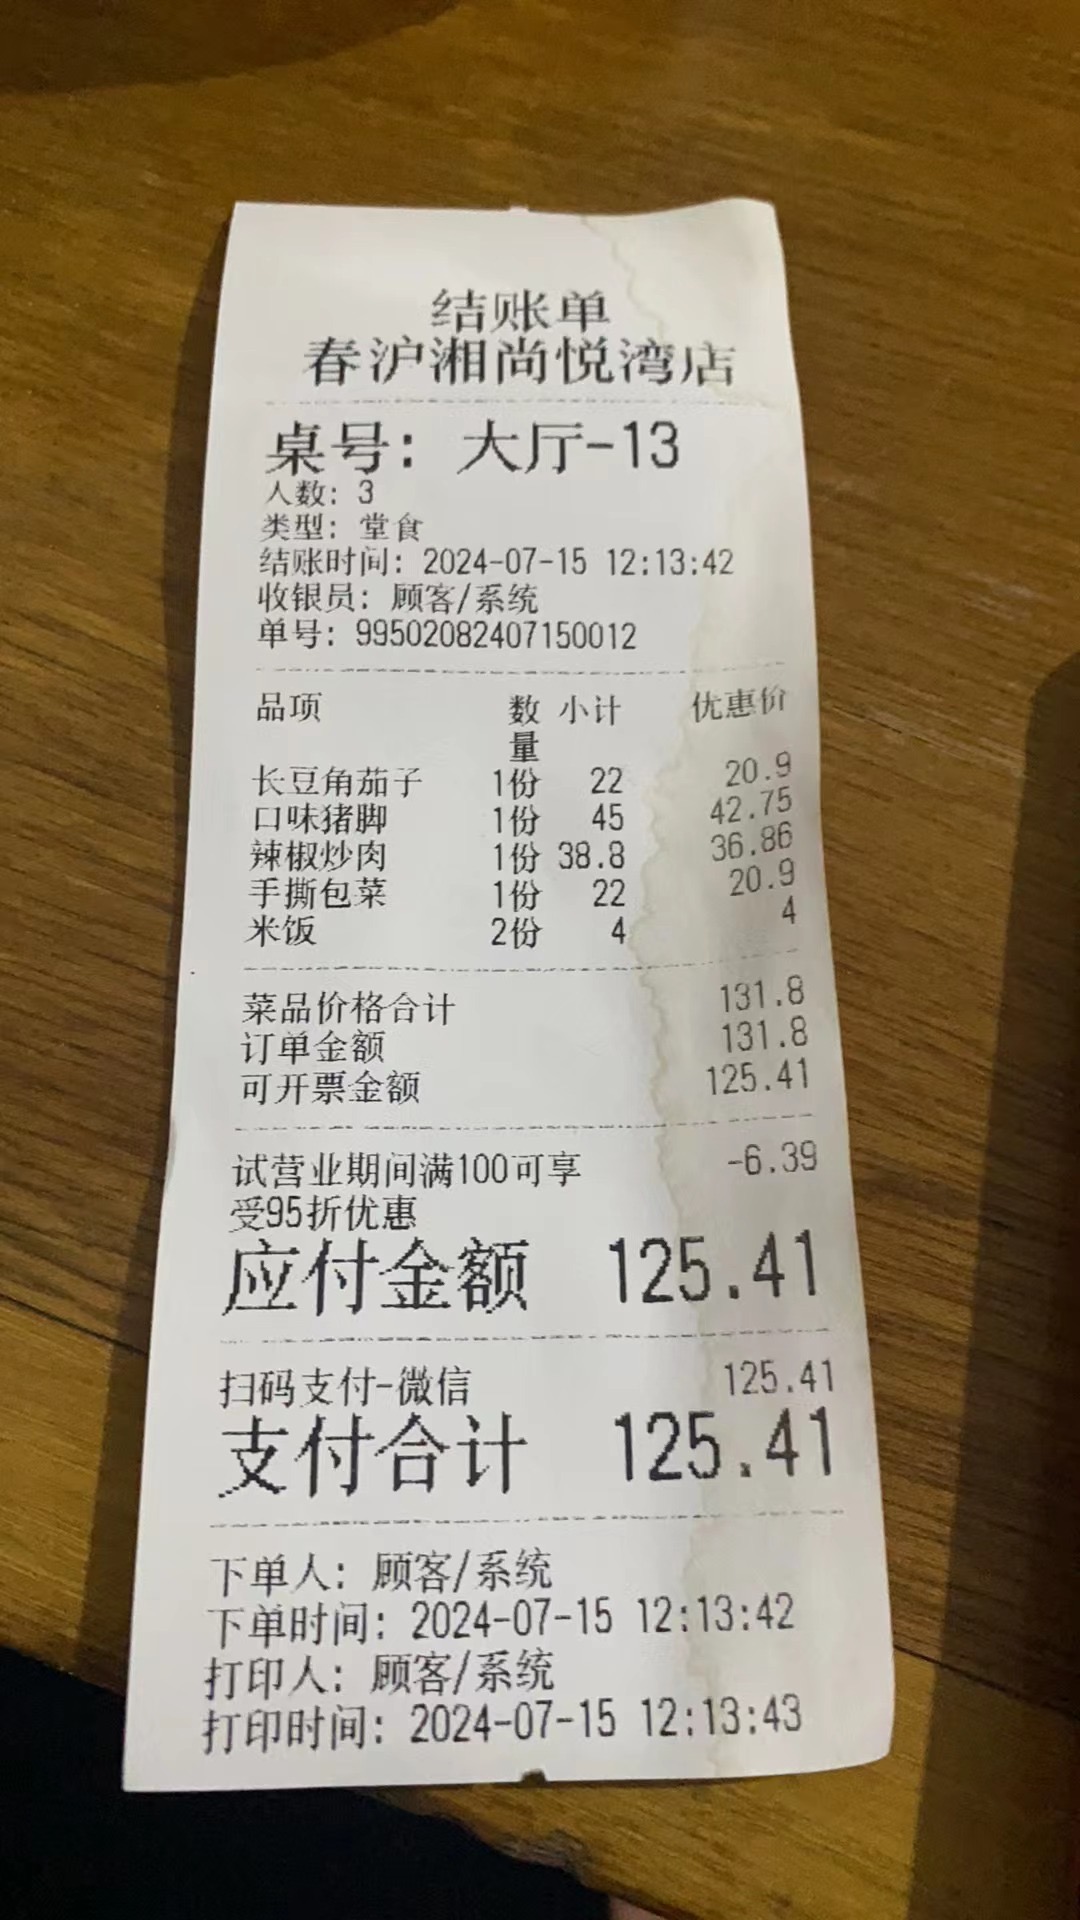 结账单
春沪湘尚悦湾店
桌号: 大厅-13
人数: 3
类型: 堂食
结账时间: 2024-07-15 12:13:42
收银员: 顾客/系统
单号: 99502082407150012
品项 数量 小计 优惠价
长豆角茄子 1份 22 20.9
口味猪脚 1份 45 42.75
辣椒炒肉 1份 38.8 36.86
手撕包菜 1份 22 20.9
米饭 2份 4 4
菜品价格合计 131.8
订单金额 131.8
可开票金额 125.41
试营业期间满100可享 -6.39
受95折优惠
应付金额 125.41
扫码支付-微信 125.41
支付合计 125.41
下单人: 顾客/系统
下单时间: 2024-07-15 12:13:42
打印人: 顾客/系统
打印时间: 2024-07-15 12:13:43